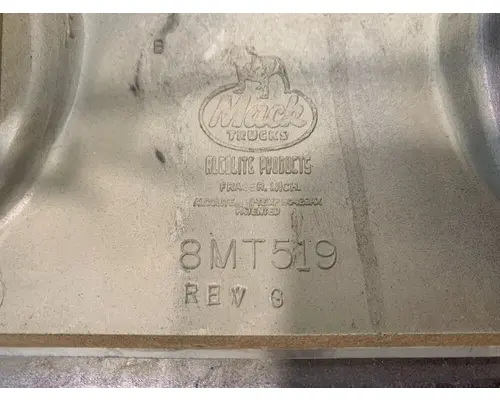 B
Mack
TRUCKS
ALCOLITE PRODUCTS
FRASER, MICH.
PATENTED
8MT519
REV G